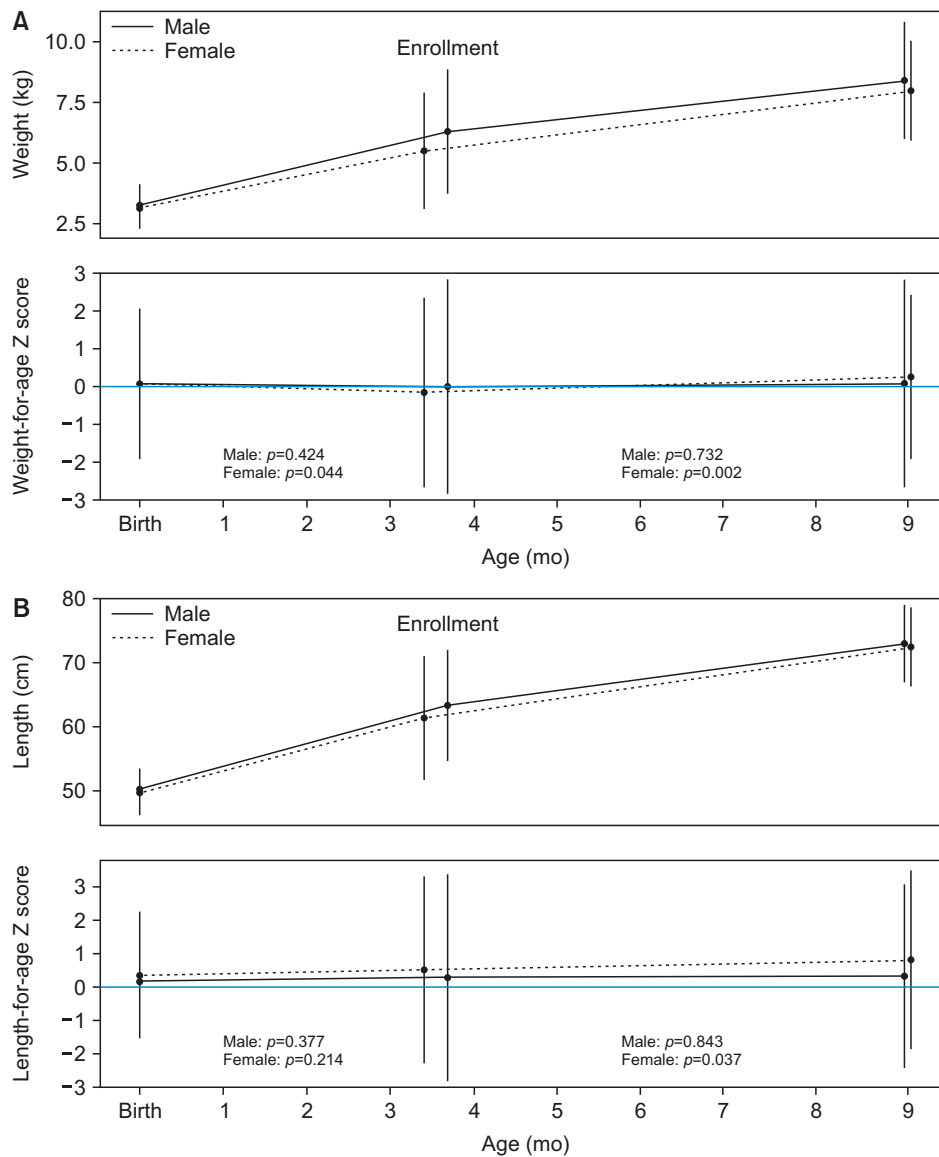 A
Male
Female
Enrollment
Weight (kg)
10.0
7.5
5.0
2.5
Weight-for-age Z score
3
2
1
0
−1
−2
−3
Male: p=0.424
Female: p=0.044
Male: p=0.732
Female: p=0.002
Birth 1 2 3 4 5 6 7 8 9
Age (mo)
B
Male
Female
Enrollment
Length (cm)
80
70
60
50
Length-for-age Z score
3
2
1
0
−1
−2
−3
Male: p=0.377
Female: p=0.214
Male: p=0.843
Female: p=0.037
Birth 1 2 3 4 5 6 7 8 9
Age (mo)